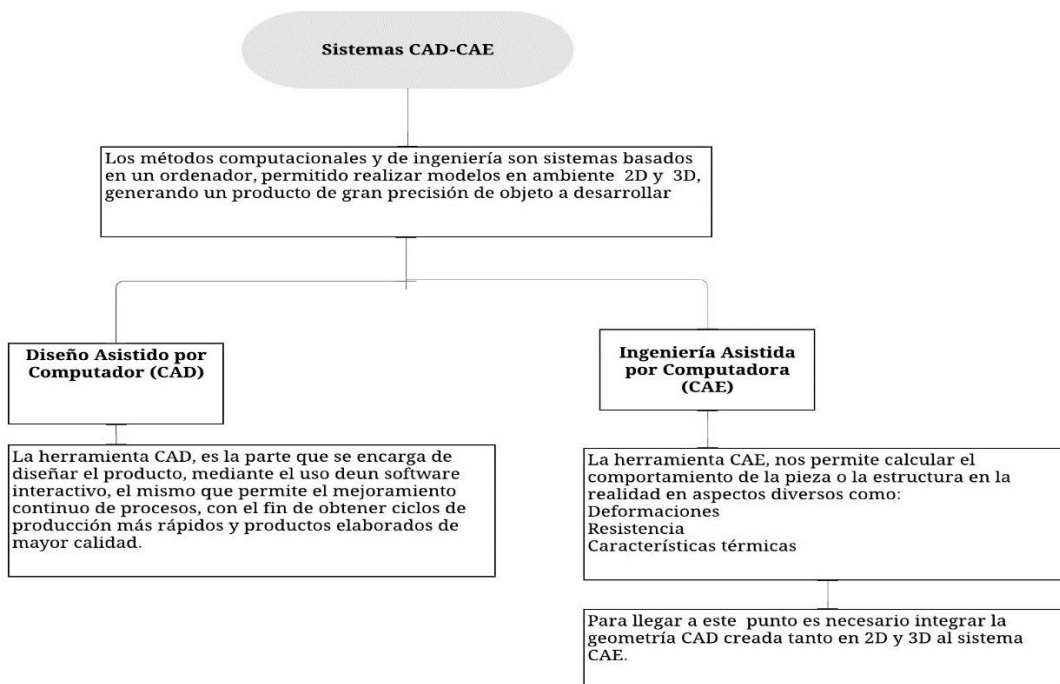 Sistemas CAD-CAE
Los métodos computacionales y de ingeniería son sistemas basados
en un ordenador, permitido realizar modelos en ambiente 2D y 3D,
generando un producto de gran precisión de objeto a desarrollar
Diseño Asistido por
Computador (CAD)
La herramienta CAD, es la parte que se encarga de
diseñar el producto, mediante el uso deun software
interactivo, el mismo que permite el mejoramiento
continuo de procesos, con el fin de obtener ciclos de
producción más rápidos y productos elaborados de
mayor calidad.
Ingeniería Asistida
por Computadora
(CAE)
La herramienta CAE, nos permite calcular el
comportamiento de la pieza o la estructura en la
realidad en aspectos diversos como:
Deformaciones
Resistencia
Características térmicas
Para llegar a este punto es necesario integrar la
geometría CAD creada tanto en 2D y 3D al sistema
CAE.